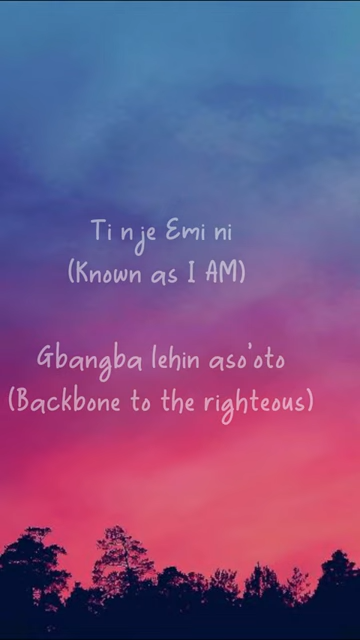 Ti n je Emi ni
(Known as I AM)
Gbangba lehin aso'oto
(Backbone to the righteous)